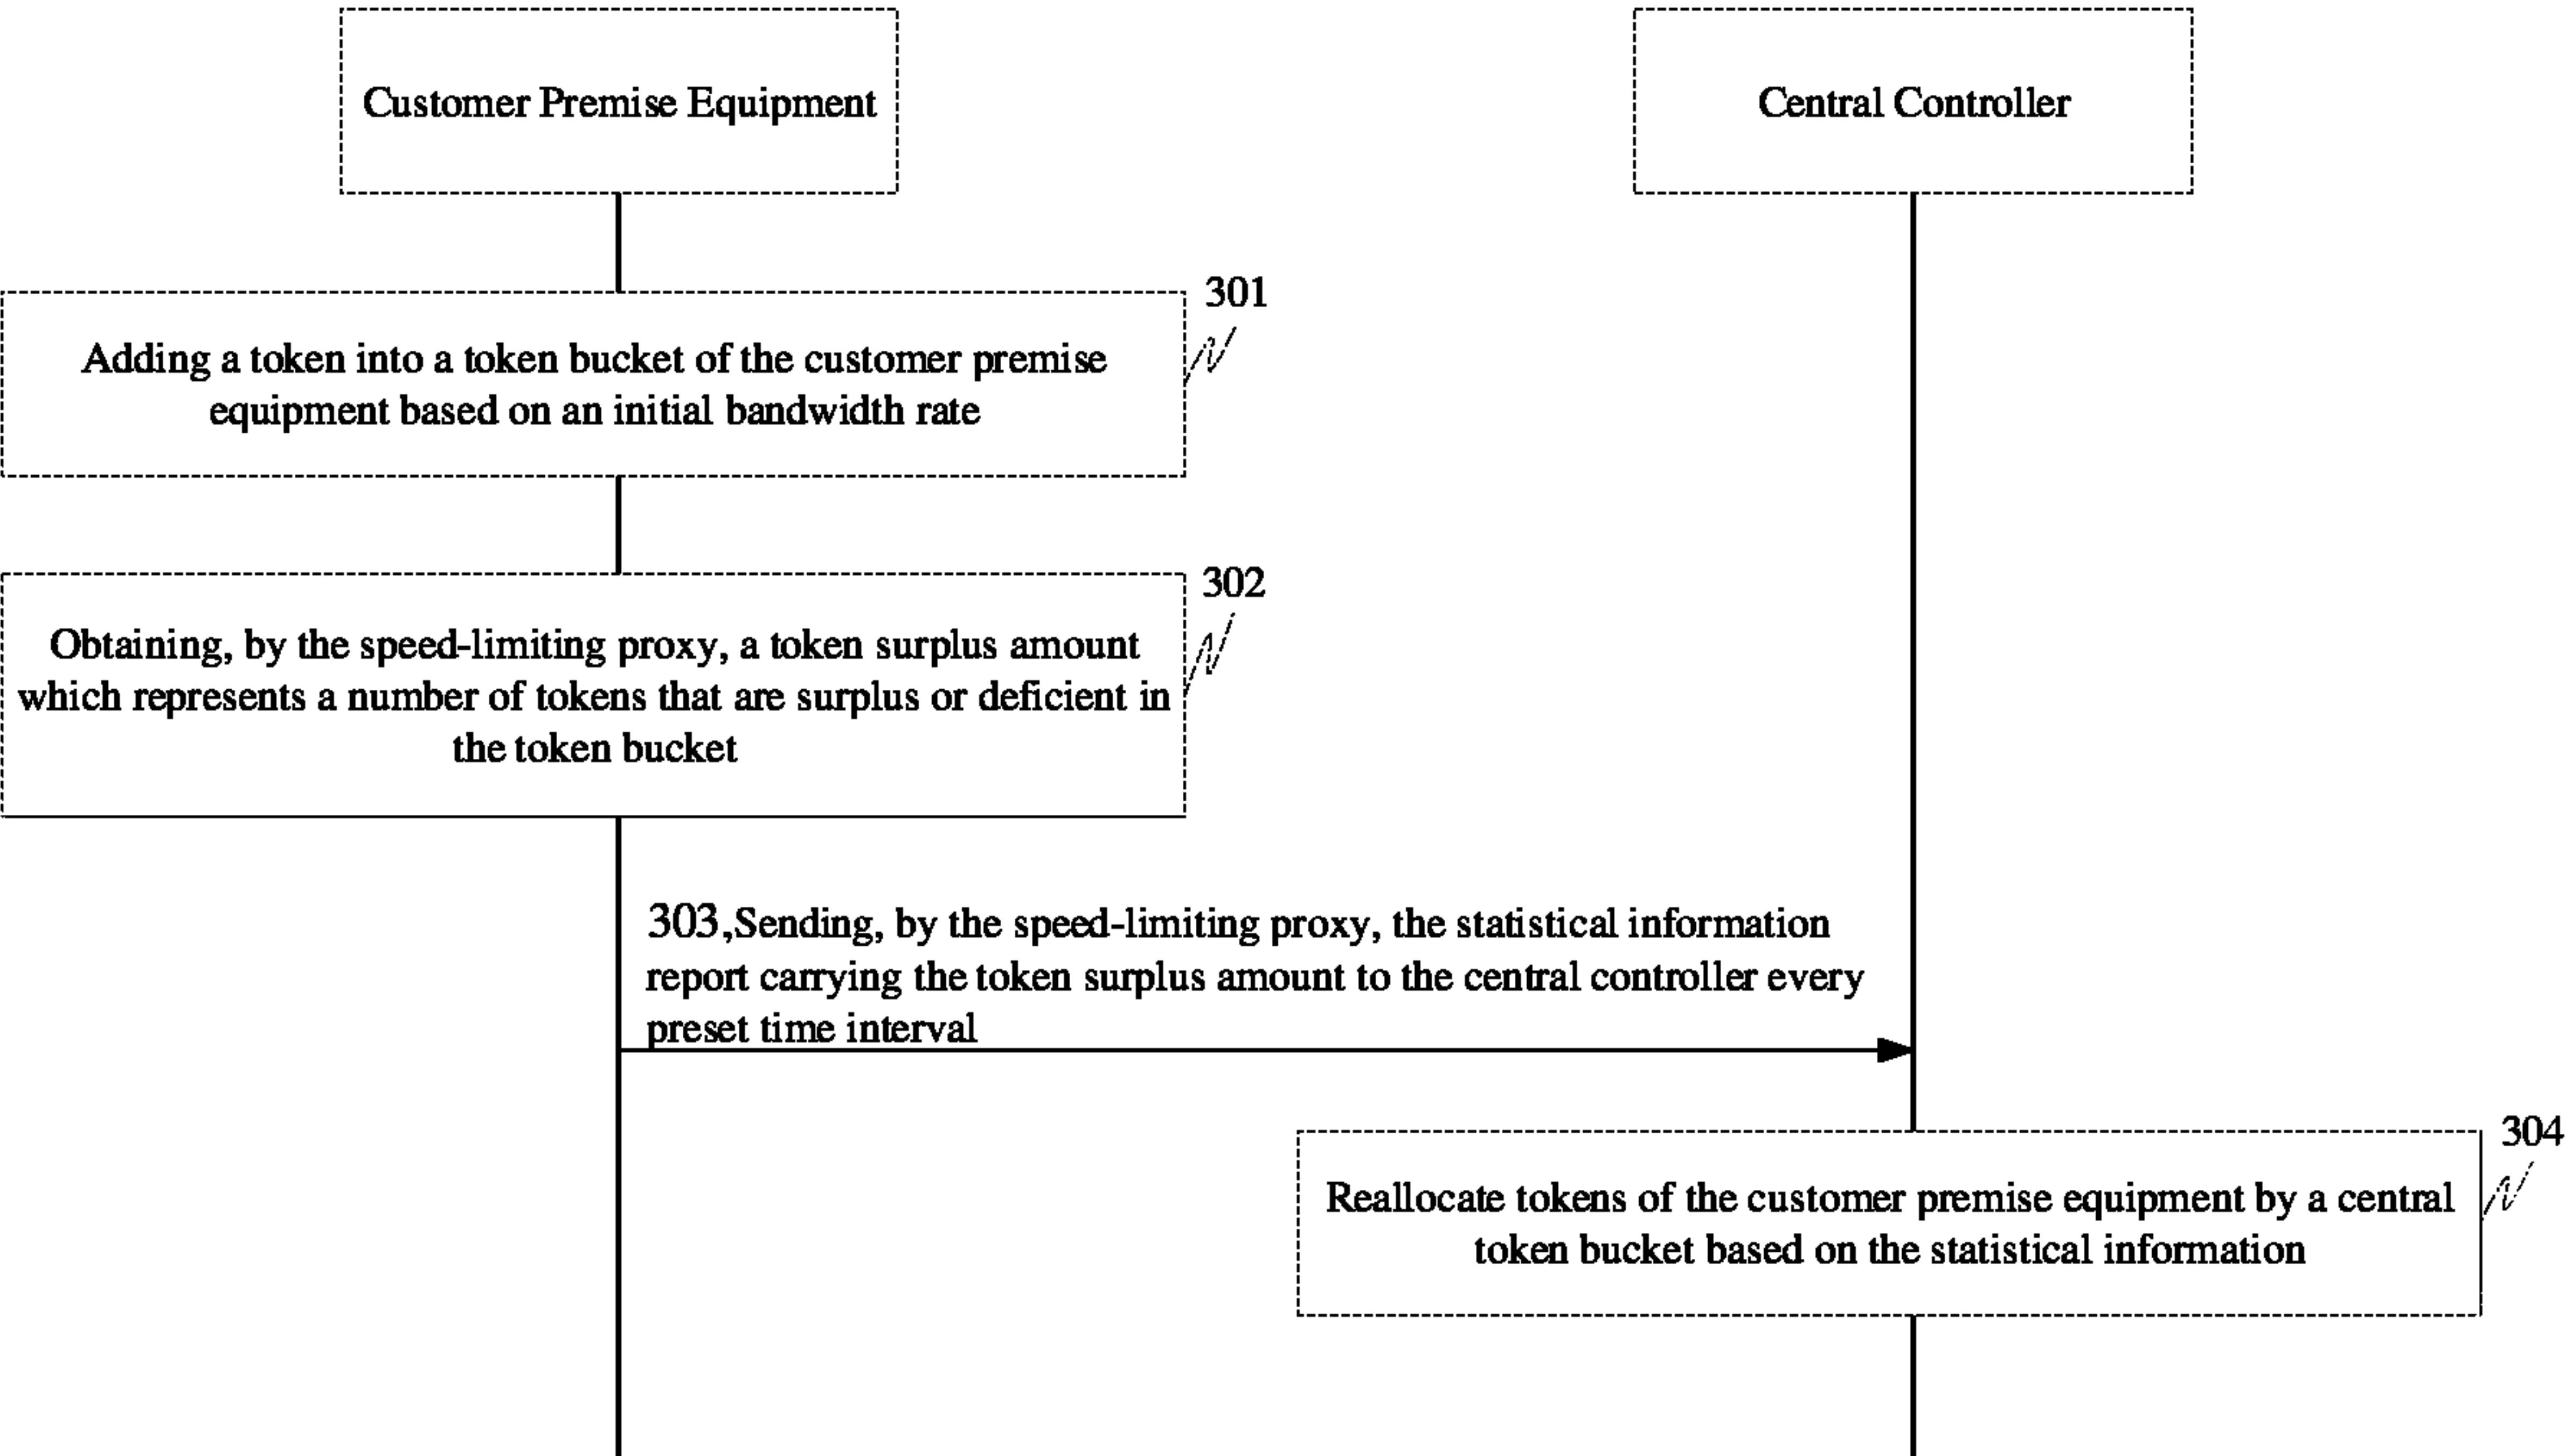 Customer Premise Equipment
Central Controller
301
Adding a token into a token bucket of the customer premise
equipment based on an initial bandwidth rate
302
Obtaining, by the speed-limiting proxy, a token surplus amount
which represents a number of tokens that are surplus or deficient in
the token bucket
303,Sending, by the speed-limiting proxy, the statistical information
report carrying the token surplus amount to the central controller every
preset time interval
304
Reallocate tokens of the customer premise equipment by a central
token bucket based on the statistical information